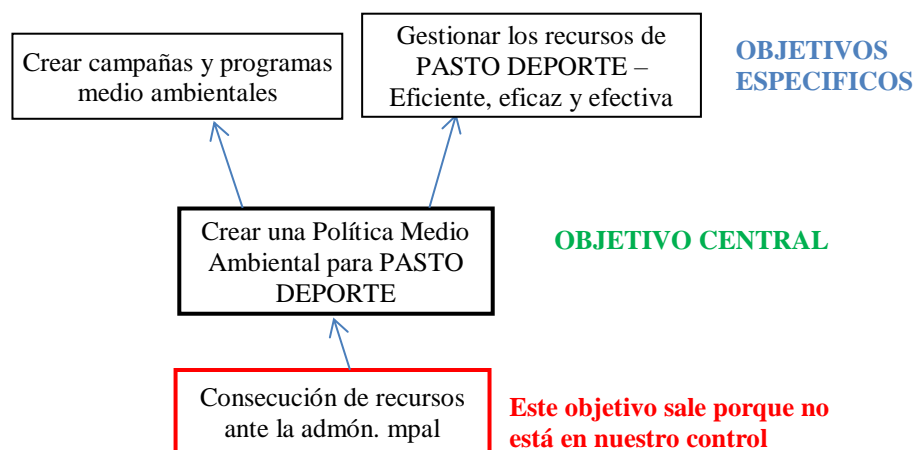 Crear campañas y programas
medio ambientales
Gestionar los recursos de
PASTO DEPORTE –
Eficiente, eficaz y efectiva
OBJETIVOS
ESPECIFICOS
Crear una Política Medio
Ambiental para PASTO
DEPORTE
OBJETIVO CENTRAL
Consecución de recursos
ante la admón. mpal
Este objetivo sale porque no
está en nuestro control